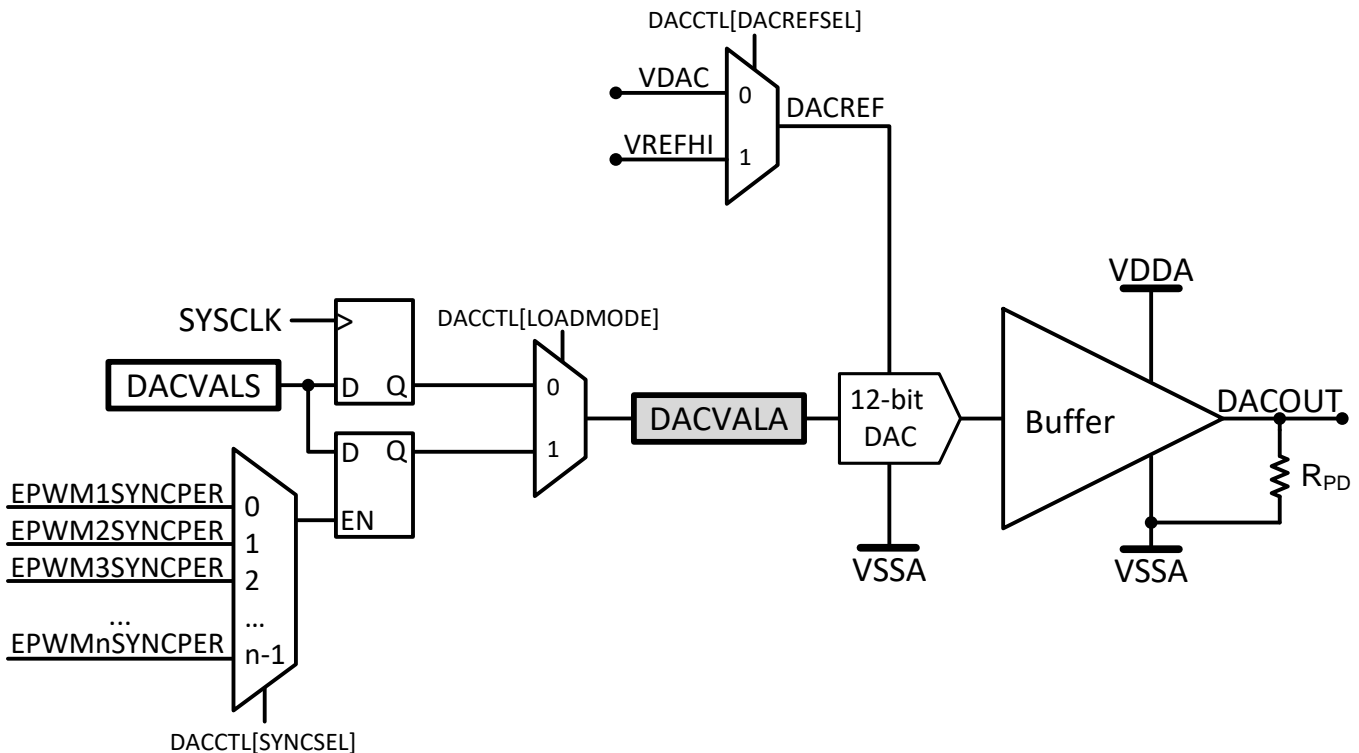 DACCTL[DACREFSEL]
VDAC
0
DACREF
VREFHI
1
VDDA
SYSCLK
DACCTL[LOADMODE]
DACVALS
D
Q
0
DACVALA
12-bit
DAC
Buffer
DACOUT
D
Q
1
RPD
EPWM1SYNCPER
0
EN
EPWM2SYNCPER
1
EPWM3SYNCPER
2
VSSA
VSSA
...
...
EPWMnSYNCPER
n-1
DACCTL[SYNCSEL]